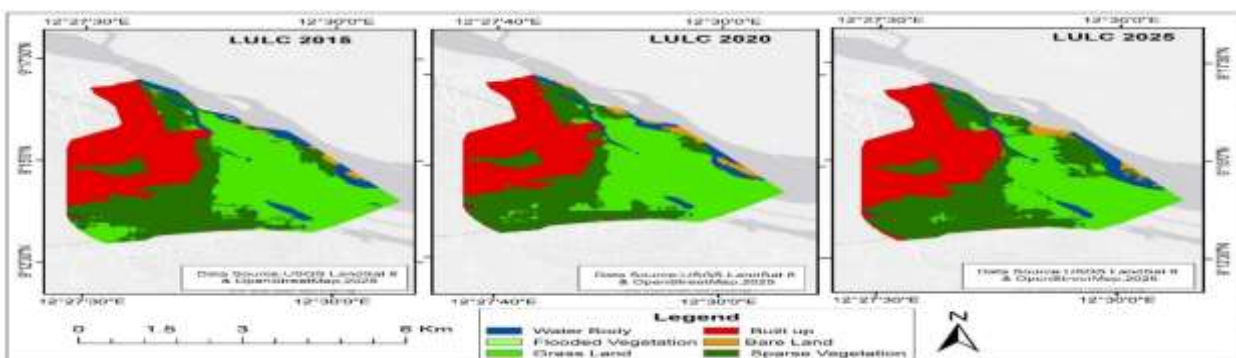 12°27'30"E 12°30'0"E 12°27'40"E 12°30'0"E 12°27'30"E 12°30'0"E
LULC 2015 LULC 2020 LULC 2025
Data Source:USGS LandSat 8
& OpenStreetMap,2025
Data Source:USGS LandSat 8
& OpenStreetMap,2025
Data Source:USGS LandSat 8
& OpenStreetMap,2025
12°27'30"E 12°30'0"E 12°27'40"E 12°30'0"E 12°27'30"E 12°30'0"E
Legend
0 1.5 3 6 Km
Water Body Built up
Flooded Vegetation Bare Land
Grass Land Sparse Vegetation
N